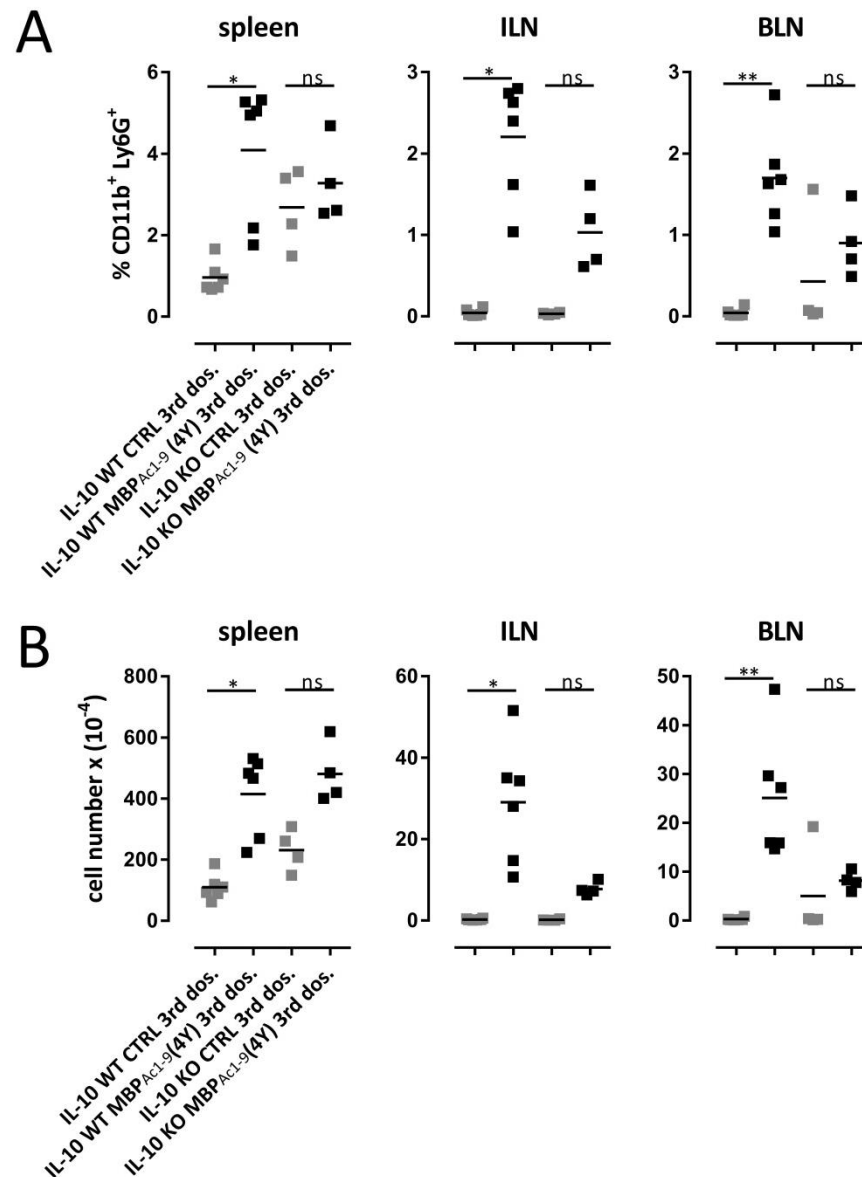 A
spleen
ILN
BLN
% CD11b+ Ly6G+
6
4
2
0
*
ns
3
2
1
0
*
ns
3
2
1
0
**
ns
IL-10 WT CTRL 3rd dos.
IL-10 WT MBPAc1-9 (4Y) 3rd dos.
IL-10 KO CTRL 3rd dos.
IL-10 KO MBPAc1-9 (4Y) 3rd dos.
B
spleen
ILN
BLN
cell number x (10-4)
800
600
400
200
0
*
ns
60
40
20
0
*
ns
50
40
30
20
10
0
**
ns
IL-10 WT CTRL 3rd dos.
IL-10 WT MBPAc1-9(4Y) 3rd dos.
IL-10 KO CTRL 3rd dos.
IL-10 KO MBPAc1-9(4Y) 3rd dos.